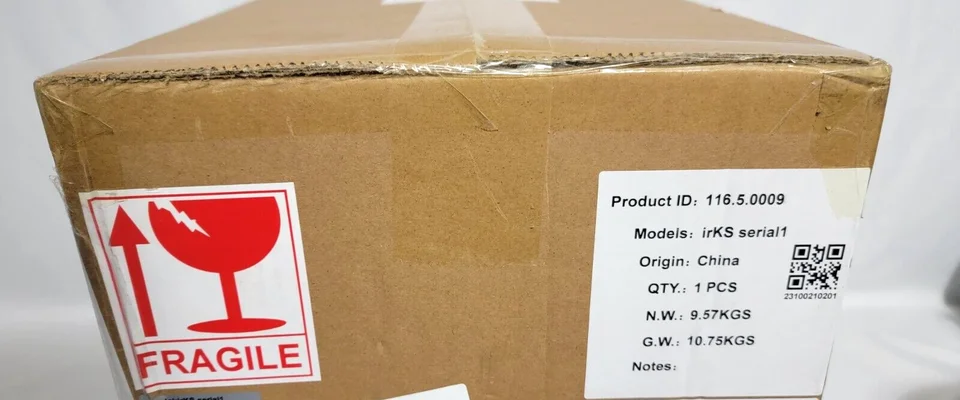 FRAGILE
Product ID: 116.5.0009
Models: irKS serial1
Origin: China
QTY.: 1 PCS
23100210201
N.W.: 9.57KGS
G.W.: 10.75KGS
Notes: